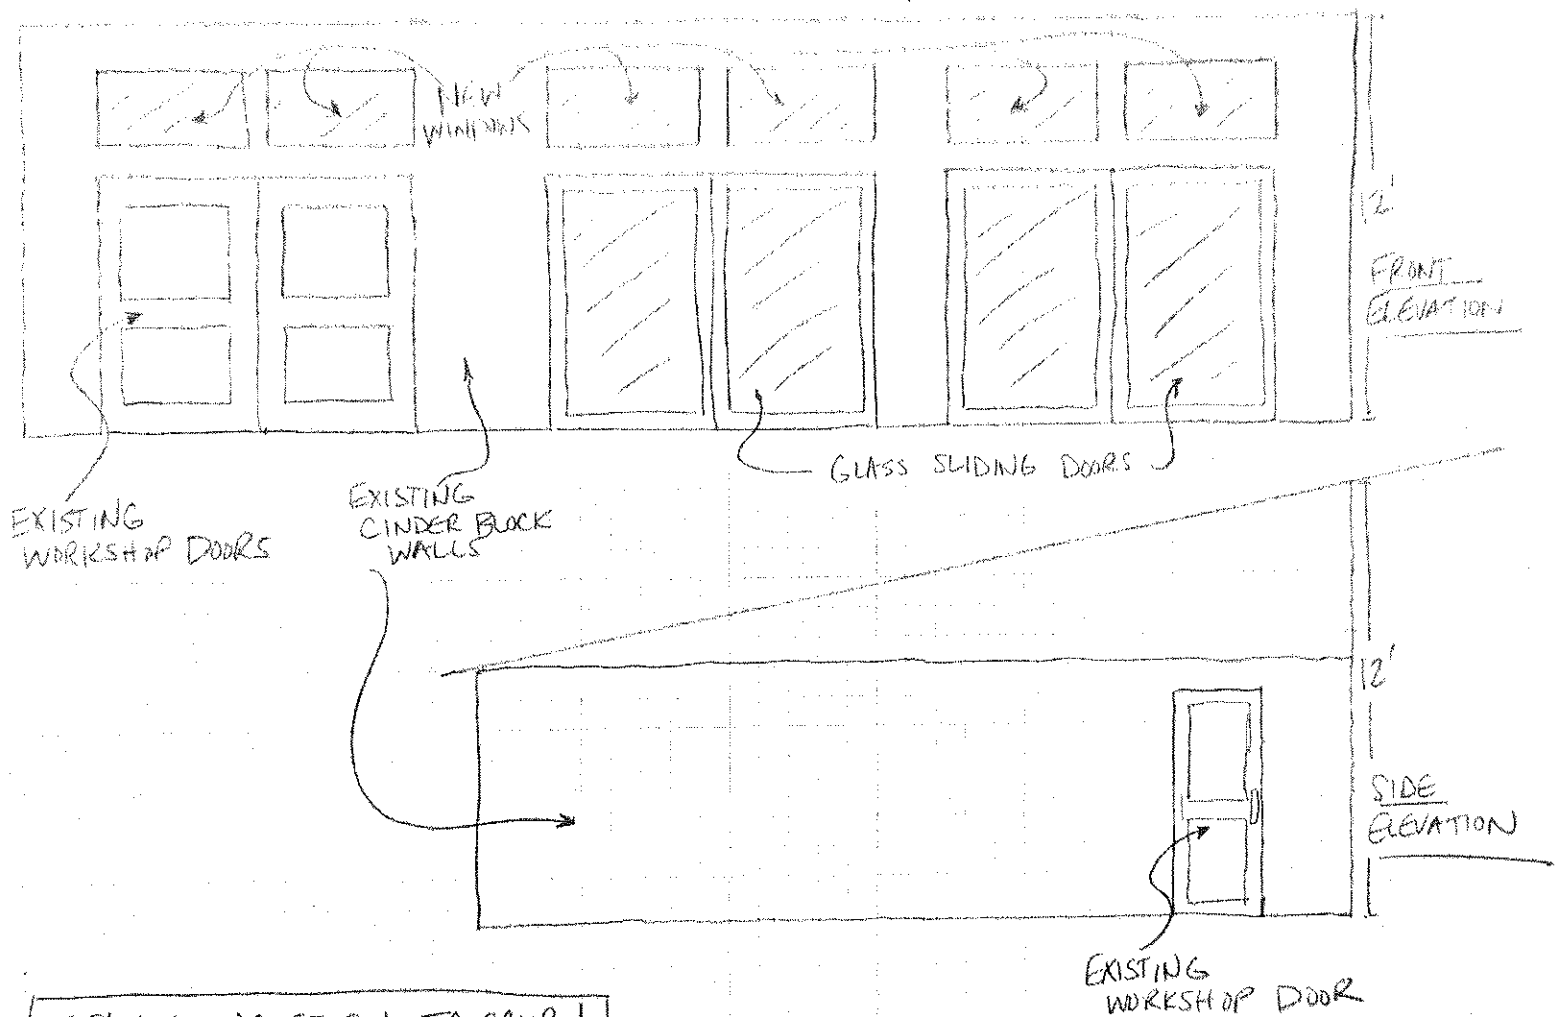 NEW
WINDOWS
12'
FRONT
ELEVATION
GLASS SLIDING DOORS
EXISTING
WORKSHOP DOORS
EXISTING
CINDER BLOCK
WALLS
12'
SIDE
ELEVATION
EXISTING
WORKSHOP DOOR